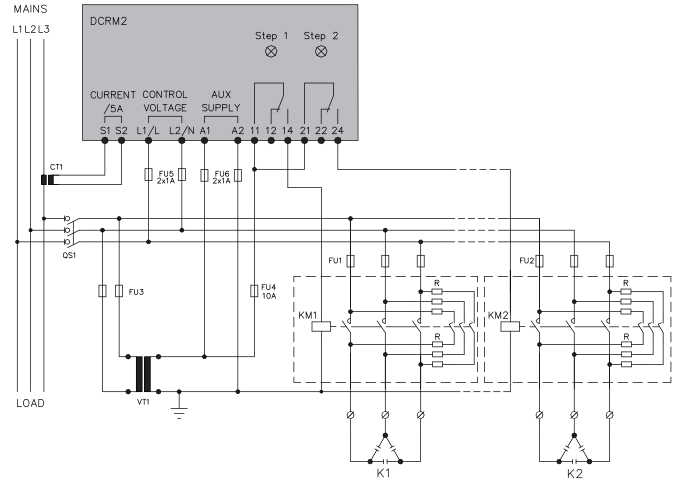 MAINS
L1 L2 L3
DCRM2
Step 1 Step 2
CURRENT
/5A
CONTROL
VOLTAGE
AUX
SUPPLY
S1 S2 L1/L L2/N A1 A2 11 12 14 21 22 24
CT1
FU5
2x1A
FU6
2x1A
QS1
FU1
FU2
FU3
FU4
10A
R
R
KM1
KM2
R
R
VT1
LOAD
K1
K2